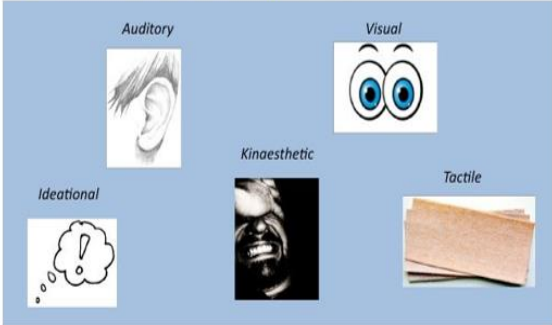 Auditory
Visual
Kinaesthetic
Ideational
Tactile